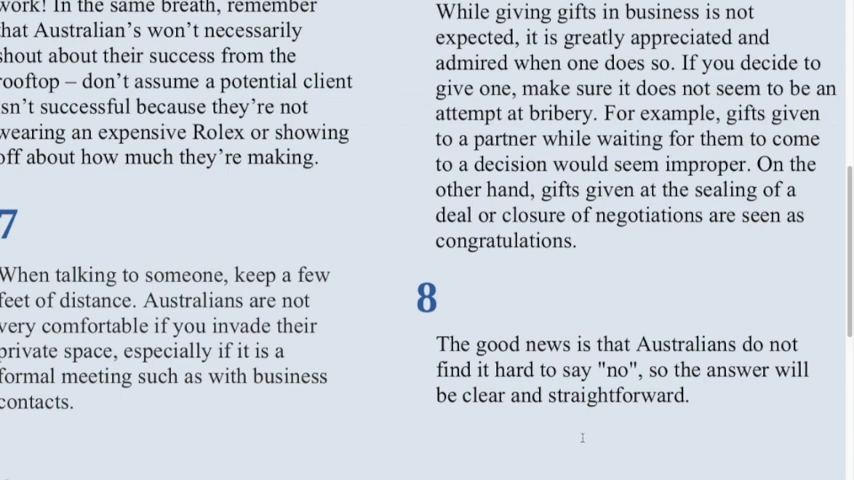 work! In the same breath, remember
that Australian's won't necessarily
shout about their success from the
rooftop – don't assume a potential client
isn't successful because they're not
wearing an expensive Rolex or showing
off about how much they're making.
7
When talking to someone, keep a few
feet of distance. Australians are not
very comfortable if you invade their
private space, especially if it is a
formal meeting such as with business
contacts.
While giving gifts in business is not
expected, it is greatly appreciated and
admired when one does so. If you decide to
give one, make sure it does not seem to be an
attempt at bribery. For example, gifts given
to a partner while waiting for them to come
to a decision would seem improper. On the
other hand, gifts given at the sealing of a
deal or closure of negotiations are seen as
congratulations.
8
The good news is that Australians do not
find it hard to say "no", so the answer will
be clear and straightforward.